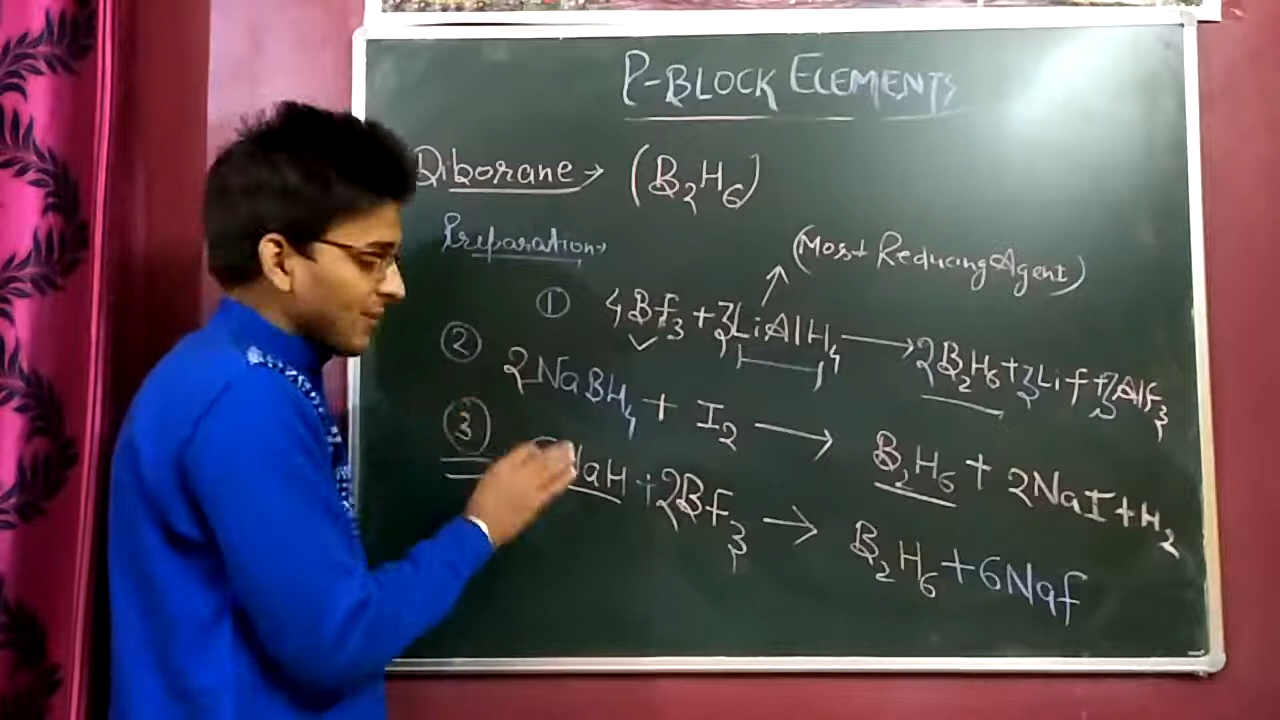 P-BLOCK ELEMENTS
Diborane → (B₂H₆)
Preparation →
(Most Reducing Agent)
① 4Bf₃ + 3LiAlH₄ → 2B₂H₆ + 3Lif + 3Alf₃
② 2NaBH₄ + I₂ → B₂H₆ + 2NaI + H₂
③ NaH + 2Bf₃ → B₂H₆ + 6Naf